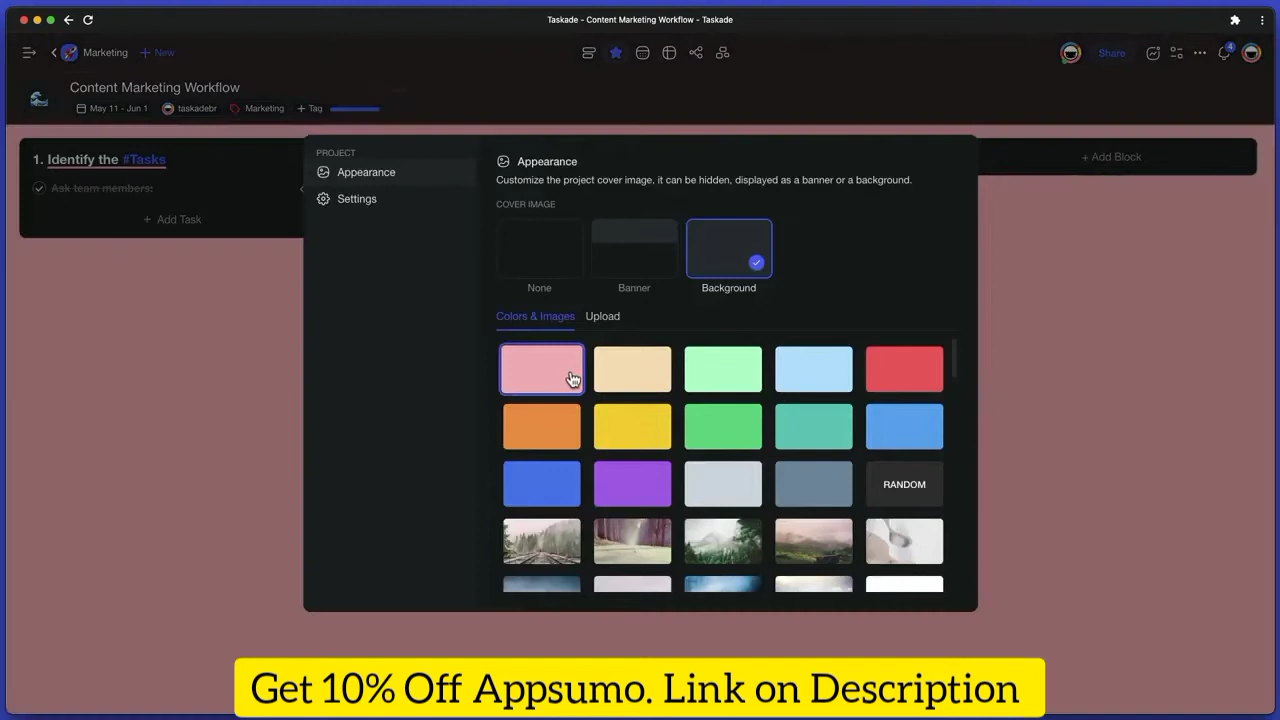 Taskade - Content Marketing Workflow - Taskade
Marketing + New
Share
4
Content Marketing Workflow
May 11 - Jun 1 taskadebr Marketing + Tag
1. Identify the #Tasks
Ask team members:
+ Add Task
+ Add Block
PROJECT
Appearance
Settings
Appearance
Customize the project cover image, it can be hidden, displayed as a banner or a background.
COVER IMAGE
None Banner Background
Colors & Images Upload
RANDOM
Get 10% Off Appsumo. Link on Description